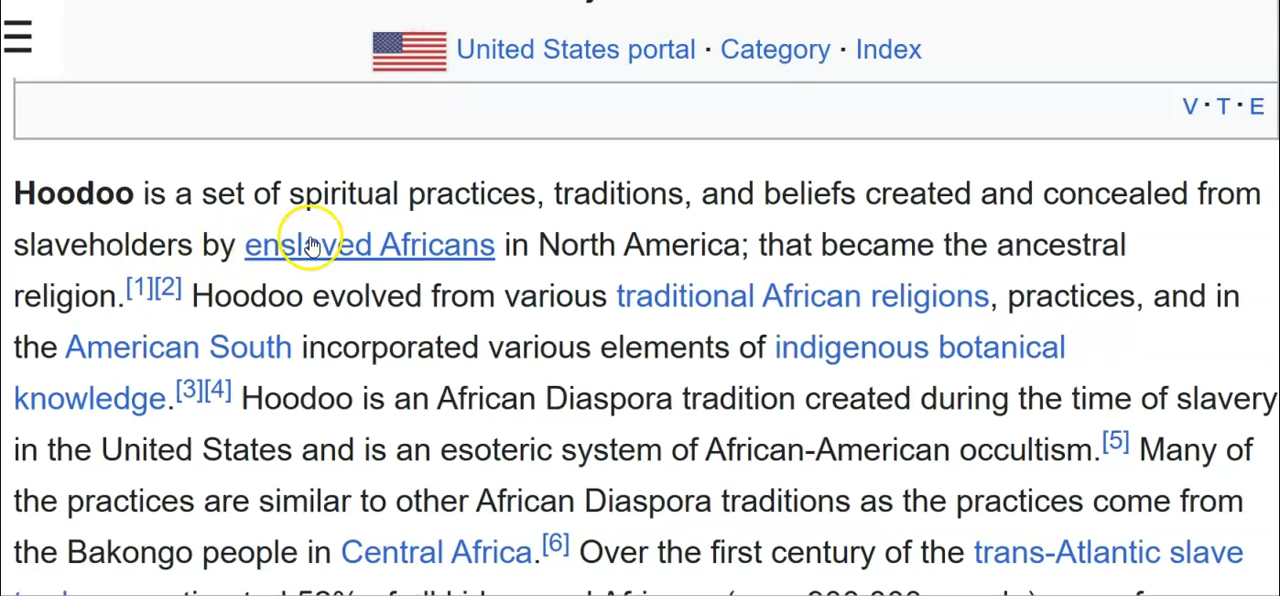 United States portal · Category · Index
V · T · E
Hoodoo is a set of spiritual practices, traditions, and beliefs created and concealed from
slaveholders by enslaved Africans in North America; that became the ancestral
religion.[1][2] Hoodoo evolved from various traditional African religions, practices, and in
the American South incorporated various elements of indigenous botanical
knowledge.[3][4] Hoodoo is an African Diaspora tradition created during the time of slavery
in the United States and is an esoteric system of African-American occultism.[5] Many of
the practices are similar to other African Diaspora traditions as the practices come from
the Bakongo people in Central Africa.[6] Over the first century of the trans-Atlantic slave